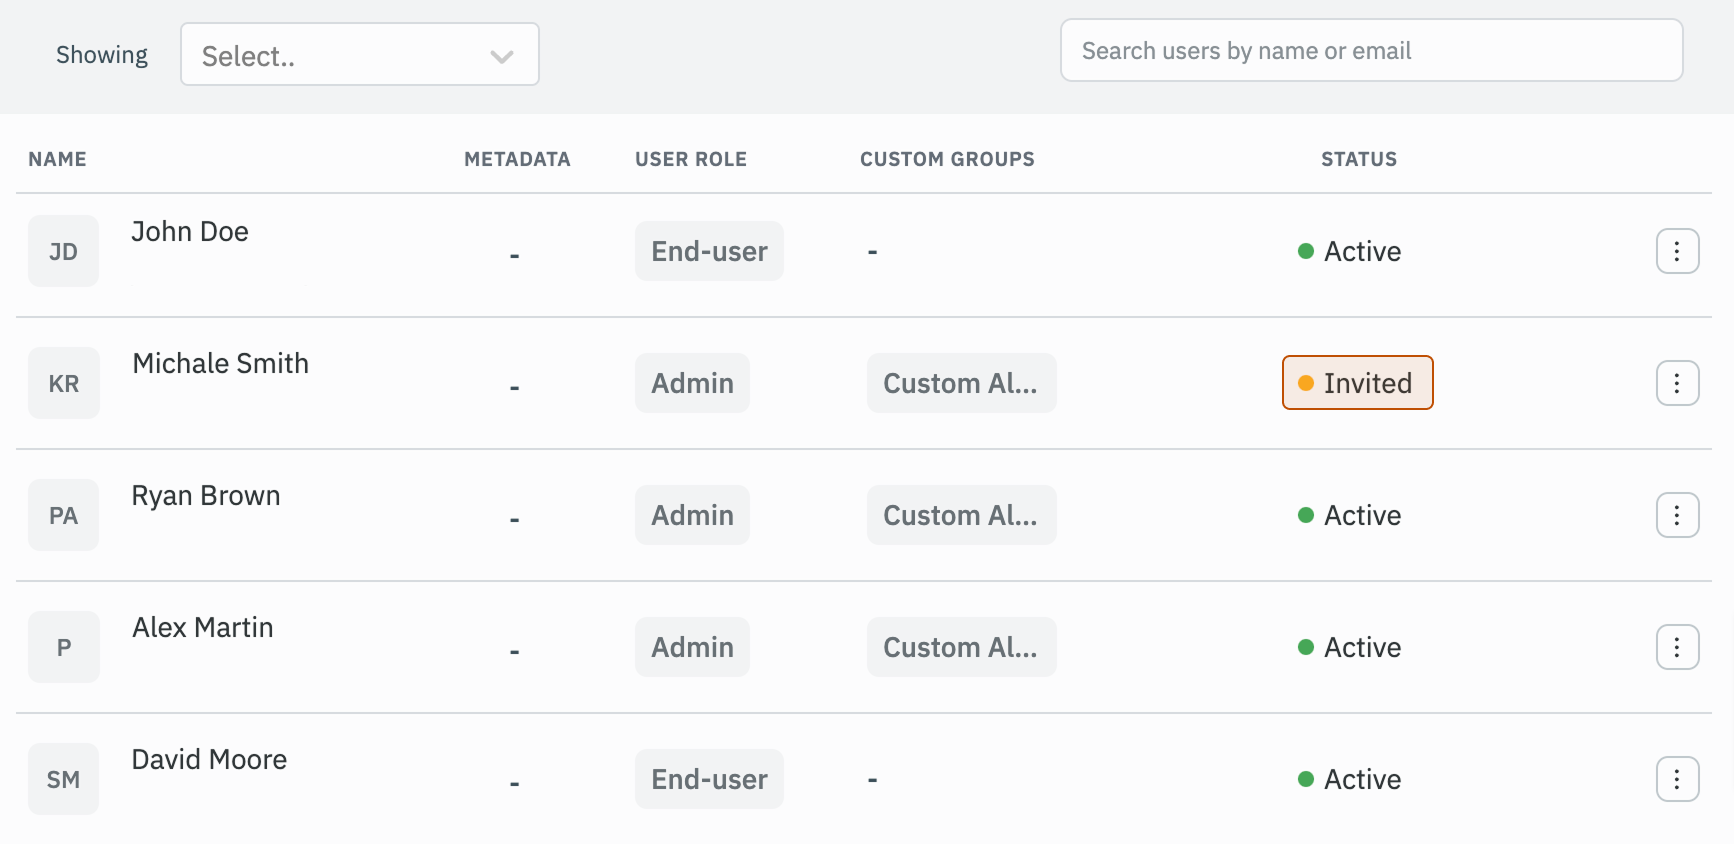 Showing Select.. Search users by name or email
NAME METADATA USER ROLE CUSTOM GROUPS STATUS
JD John Doe - End-user - Active
KR Michale Smith - Admin Custom Al... Invited
PA Ryan Brown - Admin Custom Al... Active
P Alex Martin - Admin Custom Al... Active
SM David Moore - End-user - Active